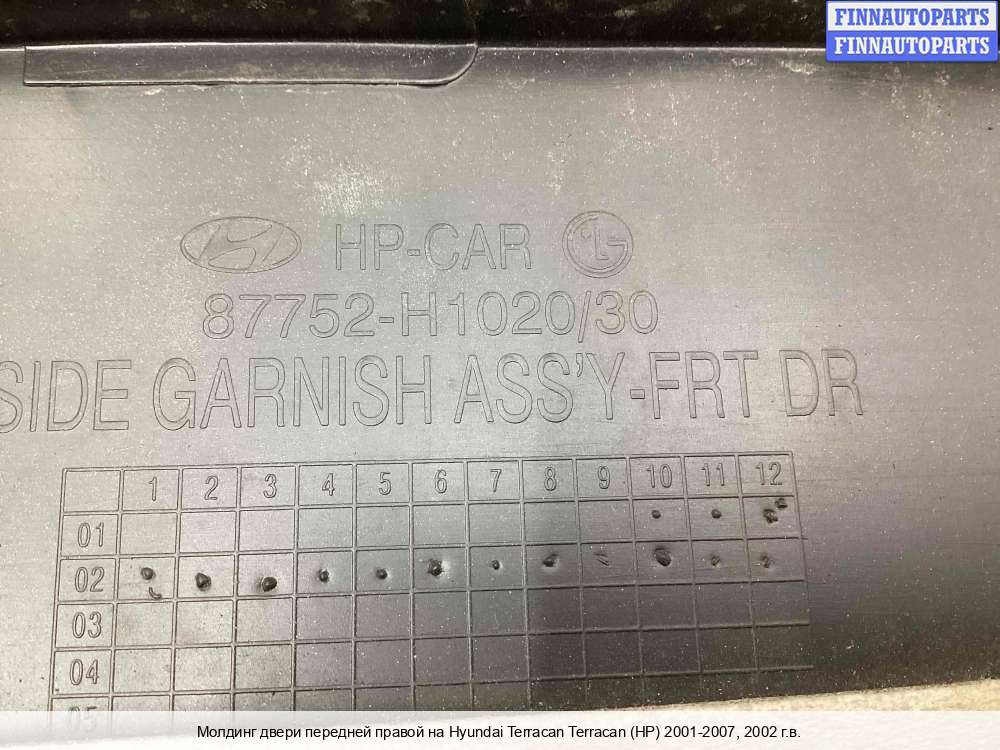 FINNAUTOPARTS
FINNAUTOPARTS
HP-CAR LG
87752-H1020/30
SIDE GARNISH ASS'Y-FRT DR
1 2 3 4 5 6 7 8 9 10 11 12
01
02
03
04
05
Молдинг двери передней правой на Hyundai Terracan Terracan (HP) 2001-2007, 2002 г.в.